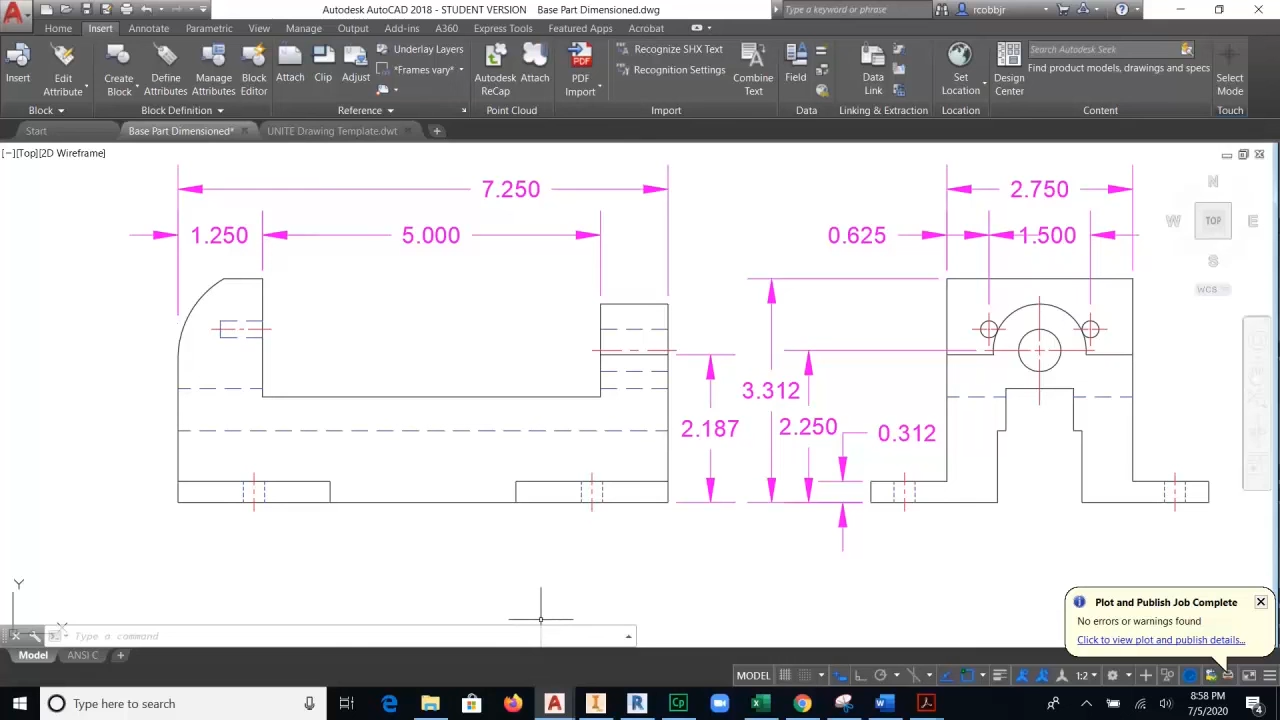 Autodesk AutoCAD 2018 - STUDENT VERSION Base Part Dimensioned.dwg
Type a keyword or phrase
rcobbjr
Home Insert Annotate Parametric View Manage Output Add-ins A360 Express Tools Featured Apps Acrobat
Insert
Edit Attribute
Create Block
Define Attributes
Manage Attributes
Block Editor
Attach
Clip
Adjust
Underlay Layers
*Frames vary*
Autodesk ReCap
Attach
PDF Import
Recognize SHX Text
Recognition Settings
Combine Text
Field
Data Link
Set Location
Design Center
Search Autodesk Seek
Find product models, drawings and specs
Select Mode
Block
Block Definition
Reference
Point Cloud
Import
Data
Linking & Extraction
Location
Content
Touch
Start
Base Part Dimensioned*
UNITE Drawing Template.dwt
[−][Top][2D Wireframe]
7.250
2.750
1.250
5.000
0.625
1.500
N
W
TOP
E
S
WCS
3.312
2.187
2.250
0.312
Y
X
Type a command
Plot and Publish Job Complete
No errors or warnings found
Click to view plot and publish details...
Model
ANSI C
MODEL
1:2
Type here to search
8:58 PM
7/5/2020
4